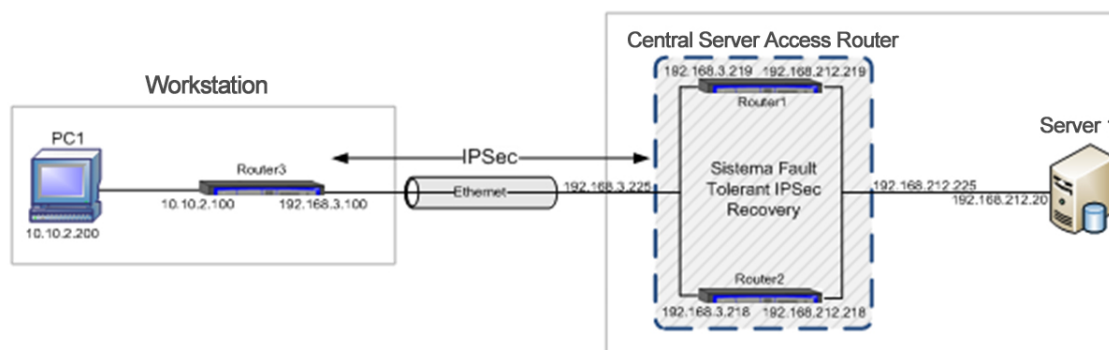 Central Server Access Router
Workstation
192.168.3.219 192.168.212.219
Router1
Server
PC1
Router3
IPSec
Sistema Fault
Tolerant IPSec
Recovery
Ethernet
192.168.3.225
192.168.212.225
10.10.2.100 192.168.3.100
192.168.212.20
10.10.2.200
Router2
192.168.3.218 192.168.212.218